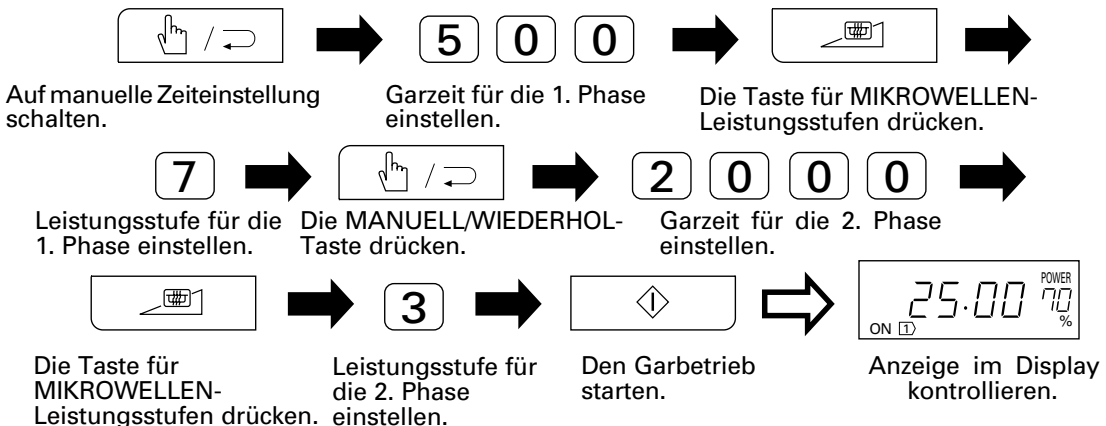 /
5 0 0
Auf manuelle Zeiteinstellung
schalten.
Garzeit für die 1. Phase
einstellen.
Die Taste für MIKROWELLEN-
Leistungsstufen drücken.
7
/
2 0 0 0
Leistungsstufe für die
1. Phase einstellen.
Die MANUELL/WIEDERHOL-
Taste drücken.
Garzeit für die 2. Phase
einstellen.
3
25.00
POWER
70
%
ON 1
Die Taste für
MIKROWELLEN-
Leistungsstufen drücken.
Leistungsstufe für
die 2. Phase
einstellen.
Den Garbetrieb
starten.
Anzeige im Display
kontrollieren.